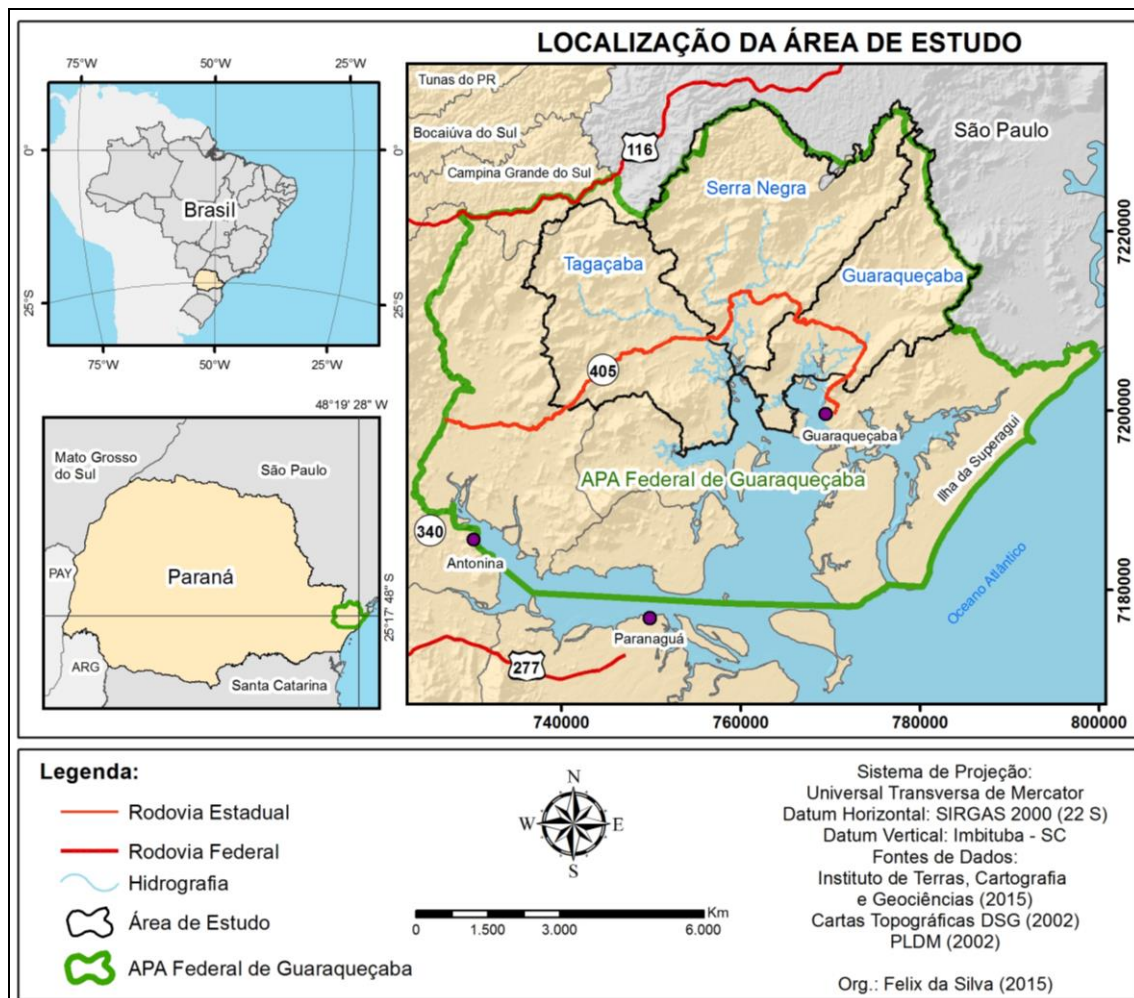 LOCALIZAÇÃO DA ÁREA DE ESTUDO
75°W
50°W
25°W
0°
0°
25°S
25°S
75°W
50°W
25°W
Brasil
48° 19' 28" W
25° 17' 48" S
Mato Grosso
do Sul
São Paulo
Paraná
PAY
ARG
Santa Catarina
Tunas do PR
Bocaiúva do Sul
Campina Grande do Sul
116
São Paulo
Serra Negra
Tagaçaba
Guaraqueçaba
405
Guaraqueçaba
APA Federal de Guaraqueçaba
Ilha da Superagui
340
Antonina
Oceano Atlântico
Paranaguá
277
7220000
7200000
7180000
740000
760000
780000
800000
Legenda:
Rodovia Estadual
Rodovia Federal
Hidrografia
Área de Estudo
APA Federal de Guaraqueçaba
N
W
E
S
Km
0
1.500
3.000
6.000
Sistema de Projeção:
Universal Transversa de Mercator
Datum Horizontal: SIRGAS 2000 (22 S)
Datum Vertical: Imbituba - SC
Fontes de Dados:
Instituto de Terras, Cartografia
e Geociências (2015)
Cartas Topográficas DSG (2002)
PLDM (2002)
Org.: Felix da Silva (2015)